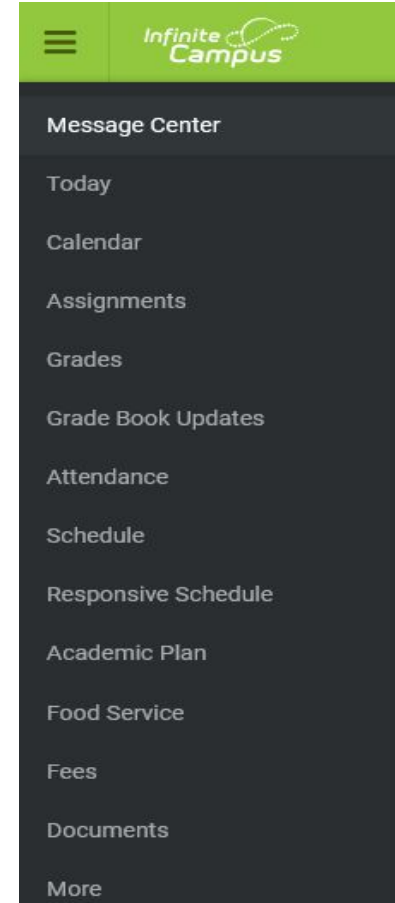 Infinite
Campus
Message Center
Today
Calendar
Assignments
Grades
Grade Book Updates
Attendance
Schedule
Responsive Schedule
Academic Plan
Food Service
Fees
Documents
More